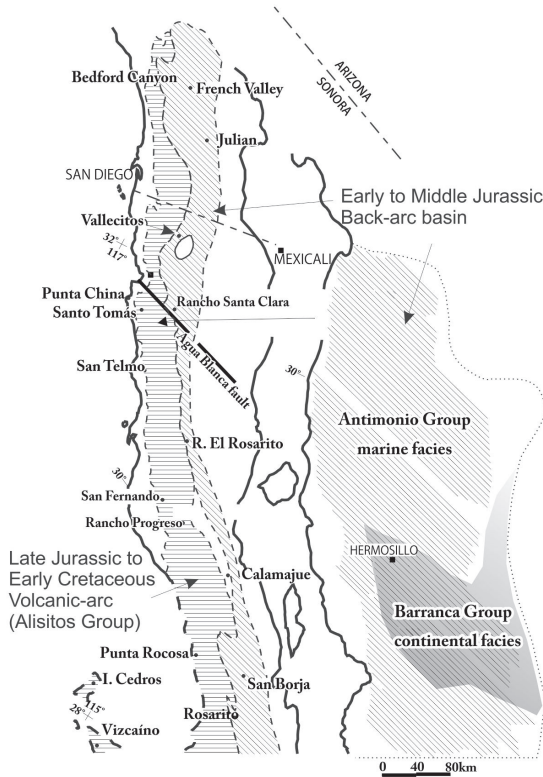 Bedford Canyon
French Valley
ARIZONA
SONORA
Julian
SAN DIEGO
Early to Middle Jurassic
Back-arc basin
Vallecitos
32°
117°
MEXICALI
Punta China
Rancho Santa Clara
Santo Tomás
Agua Blanca fault
San Telmo
30°
Antimonio Group
marine facies
R. El Rosarito
30°
San Fernando
Rancho Progreso
HERMOSILLO
Late Jurassic to
Early Cretaceous
Volcanic-arc
(Alisitos Group)
Calamajue
Barranca Group
continental facies
Punta Rocosa
I. Cedros
San Borja
115°
28°
Rosarito
Vizcaíno
0 40 80km